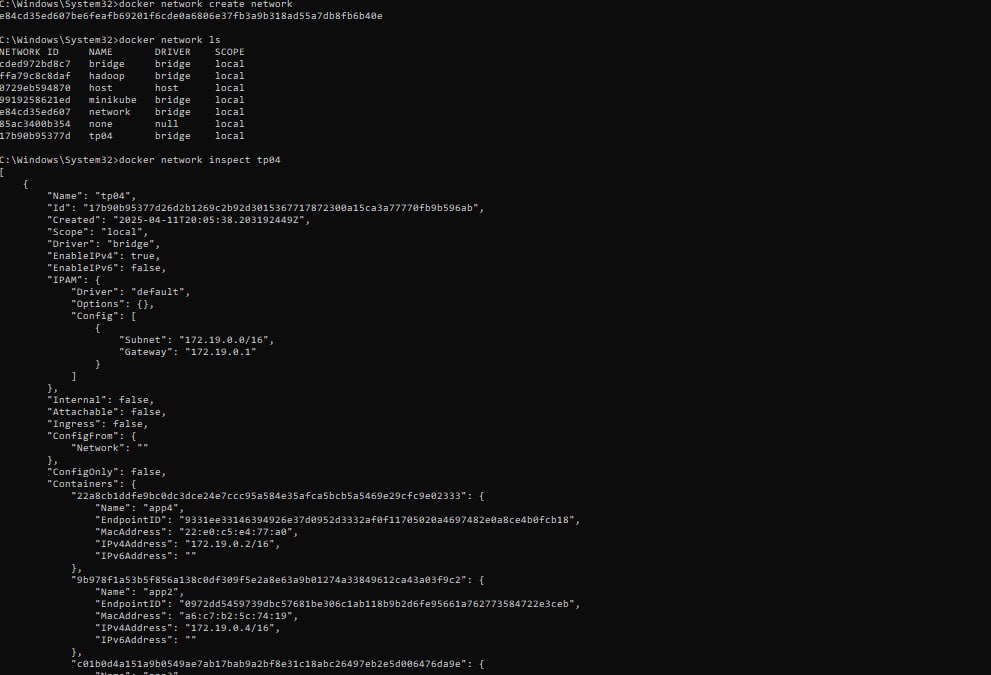 C:\Windows\System32>docker network create network
e84cd35ed607be6feafb69201f6cde0a6806e37fb3a9b318ad55a7db8fb6b40e
C:\Windows\System32>docker network ls
NETWORK ID NAME DRIVER SCOPE
cded972bd8c7 bridge bridge local
ffa79c8c8daf hadoop bridge local
0729eb594870 host host local
9919258621ed minikube bridge local
e84cd35ed607 network bridge local
85ac3400b354 none null local
17b90b95377d tp04 bridge local
C:\Windows\System32>docker network inspect tp04
[
{
"Name": "tp04",
"Id": "17b90b95377d26d2b1269c2b92d3015367717872300a15ca3a77770fb9b596ab",
"Created": "2025-04-11T20:05:38.203192449Z",
"Scope": "local",
"Driver": "bridge",
"EnableIPv4": true,
"EnableIPv6": false,
"IPAM": {
"Driver": "default",
"Options": {},
"Config": [
{
"Subnet": "172.19.0.0/16",
"Gateway": "172.19.0.1"
}
]
},
"Internal": false,
"Attachable": false,
"Ingress": false,
"ConfigFrom": {
"Network": ""
},
"ConfigOnly": false,
"Containers": {
"22a8cb1ddfe9bc0dc3dce24e7ccc95a584e35afca5bcb5a5469e29cfc9e02333": {
"Name": "app4",
"EndpointID": "9331ee33146394926e37d0952d3332af0f11705020a4697482e0a8ce4b0fcb18",
"MacAddress": "22:e0:c5:e4:77:a0",
"IPv4Address": "172.19.0.2/16",
"IPv6Address": ""
},
"9b978f1a53b5f856a138c0df309f5e2a8e63a9b01274a33849612ca43a03f9c2": {
"Name": "app2",
"EndpointID": "0972dd5459739dbc57681be306c1ab118b9b2d6fe95661a762773584722e3ceb",
"MacAddress": "a6:c7:b2:5c:74:19",
"IPv4Address": "172.19.0.4/16",
"IPv6Address": ""
},
"c01b0d4a151a9b0549ae7ab17bab9a2bf8e31c18abc26497eb2e5d006476da9e": {